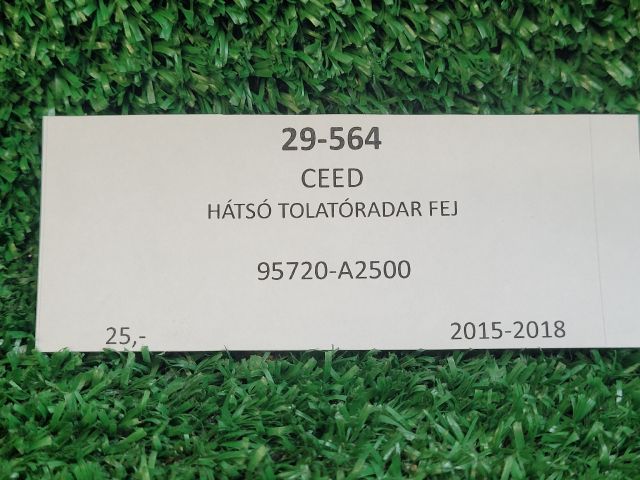 29-564
CEED
HÁTSÓ TOLATÓRADAR FEJ
95720-A2500
25,-
2015-2018